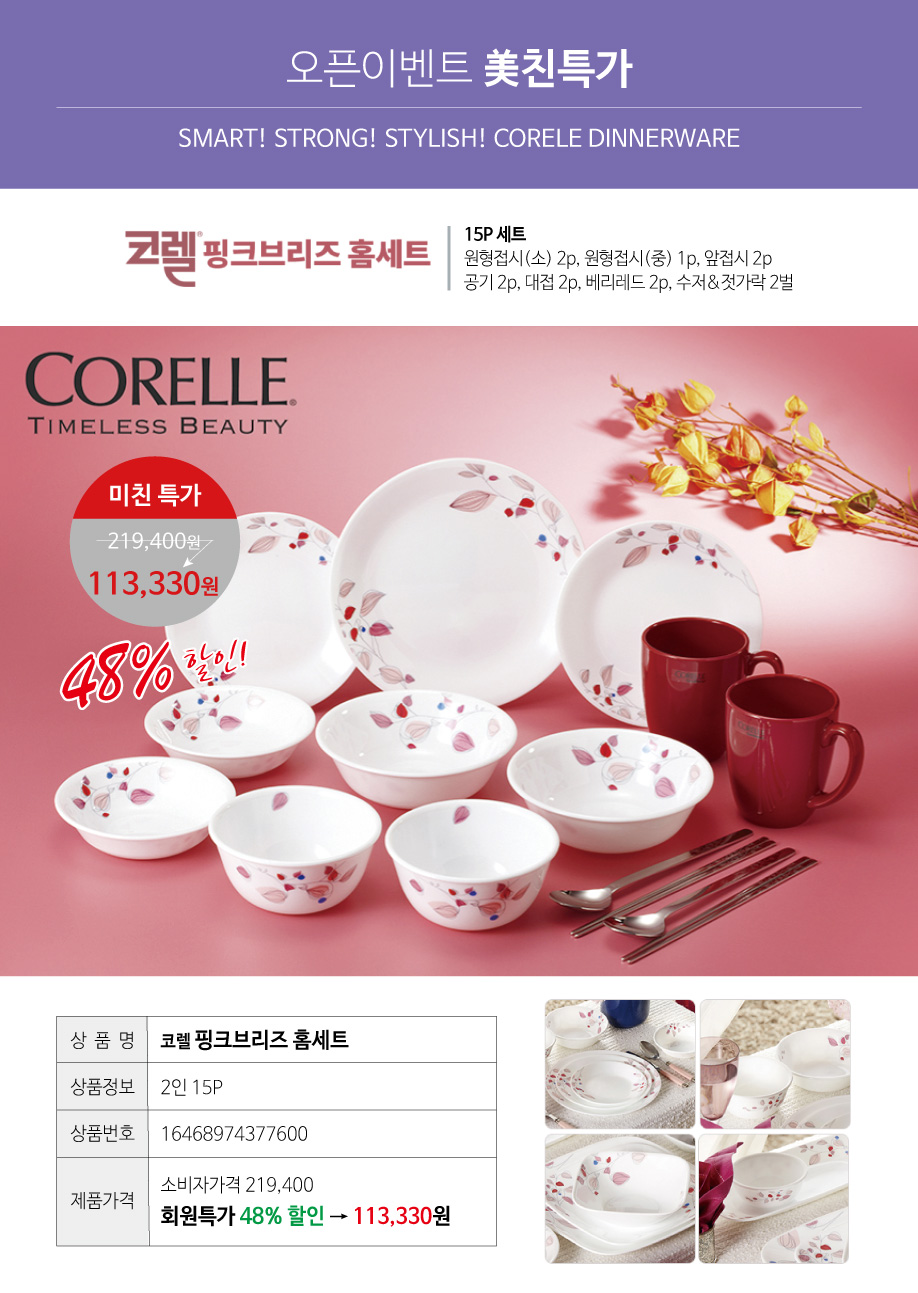 오픈이벤트 美친특가
SMART! STRONG! STYLISH! CORELE DINNERWARE
코렐® 핑크브리즈 홈세트
15P 세트
원형접시(소) 2p, 원형접시(중) 1p, 앞접시 2p
공기 2p, 대접 2p, 베리레드 2p, 수저&젓가락 2벌
CORELLE®
TIMELESS BEAUTY
미친 특가
219,400원
113,330원
48% 할인!
상 품 명 코렐 핑크브리즈 홈세트
상품정보 2인 15P
상품번호 16468974377600
제품가격 소비자가격 219,400
회원특가 48% 할인 → 113,330원